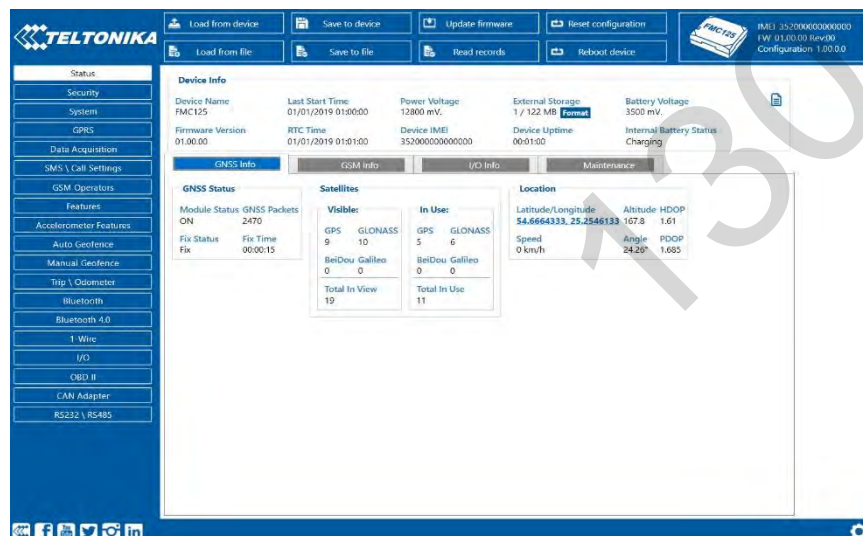 TELTONIKA
Load from device
Save to device
Update firmware
Reset configuration
Load from file
Save to file
Read records
Reboot device
FMC125
IMEI 352000000000000
FW 01.00.00 Rev:00
Configuration 1.00.0.0
Status
Security
System
GPRS
Data Acquisition
SMS \ Call Settings
GSM Operators
Features
Accelerometer Features
Auto Geofence
Manual Geofence
Trip \ Odometer
Bluetooth
Bluetooth 4.0
1-Wire
I/O
OBD II
CAN Adapter
RS232 \ RS485
Device Info
Device Name Last Start Time Power Voltage External Storage Battery Voltage
FMC125 01/01/2019 01:00:00 12800 mV. 1 / 122 MB Format 3500 mV.
Firmware Version RTC Time Device IMEI Device Uptime Internal Battery Status
01.00.00 01/01/2019 01:01:00 352000000000000 00:01:00 Charging
GNSS Info GSM Info I/O Info Maintenance
GNSS Status
Module Status GNSS Packets
ON 2470
Fix Status Fix Time
Fix 00:00:15
Satellites
Visible:
GPS GLONASS
9 10
BeiDou Galileo
0 0
Total In View
19
In Use:
GPS GLONASS
5 6
BeiDou Galileo
0 0
Total In Use
11
Location
Latitude/Longitude Altitude HDOP
54.6664333, 25.2546133 167.8 1.61
Speed Angle PDOP
0 km/h 24.26° 1.685
130